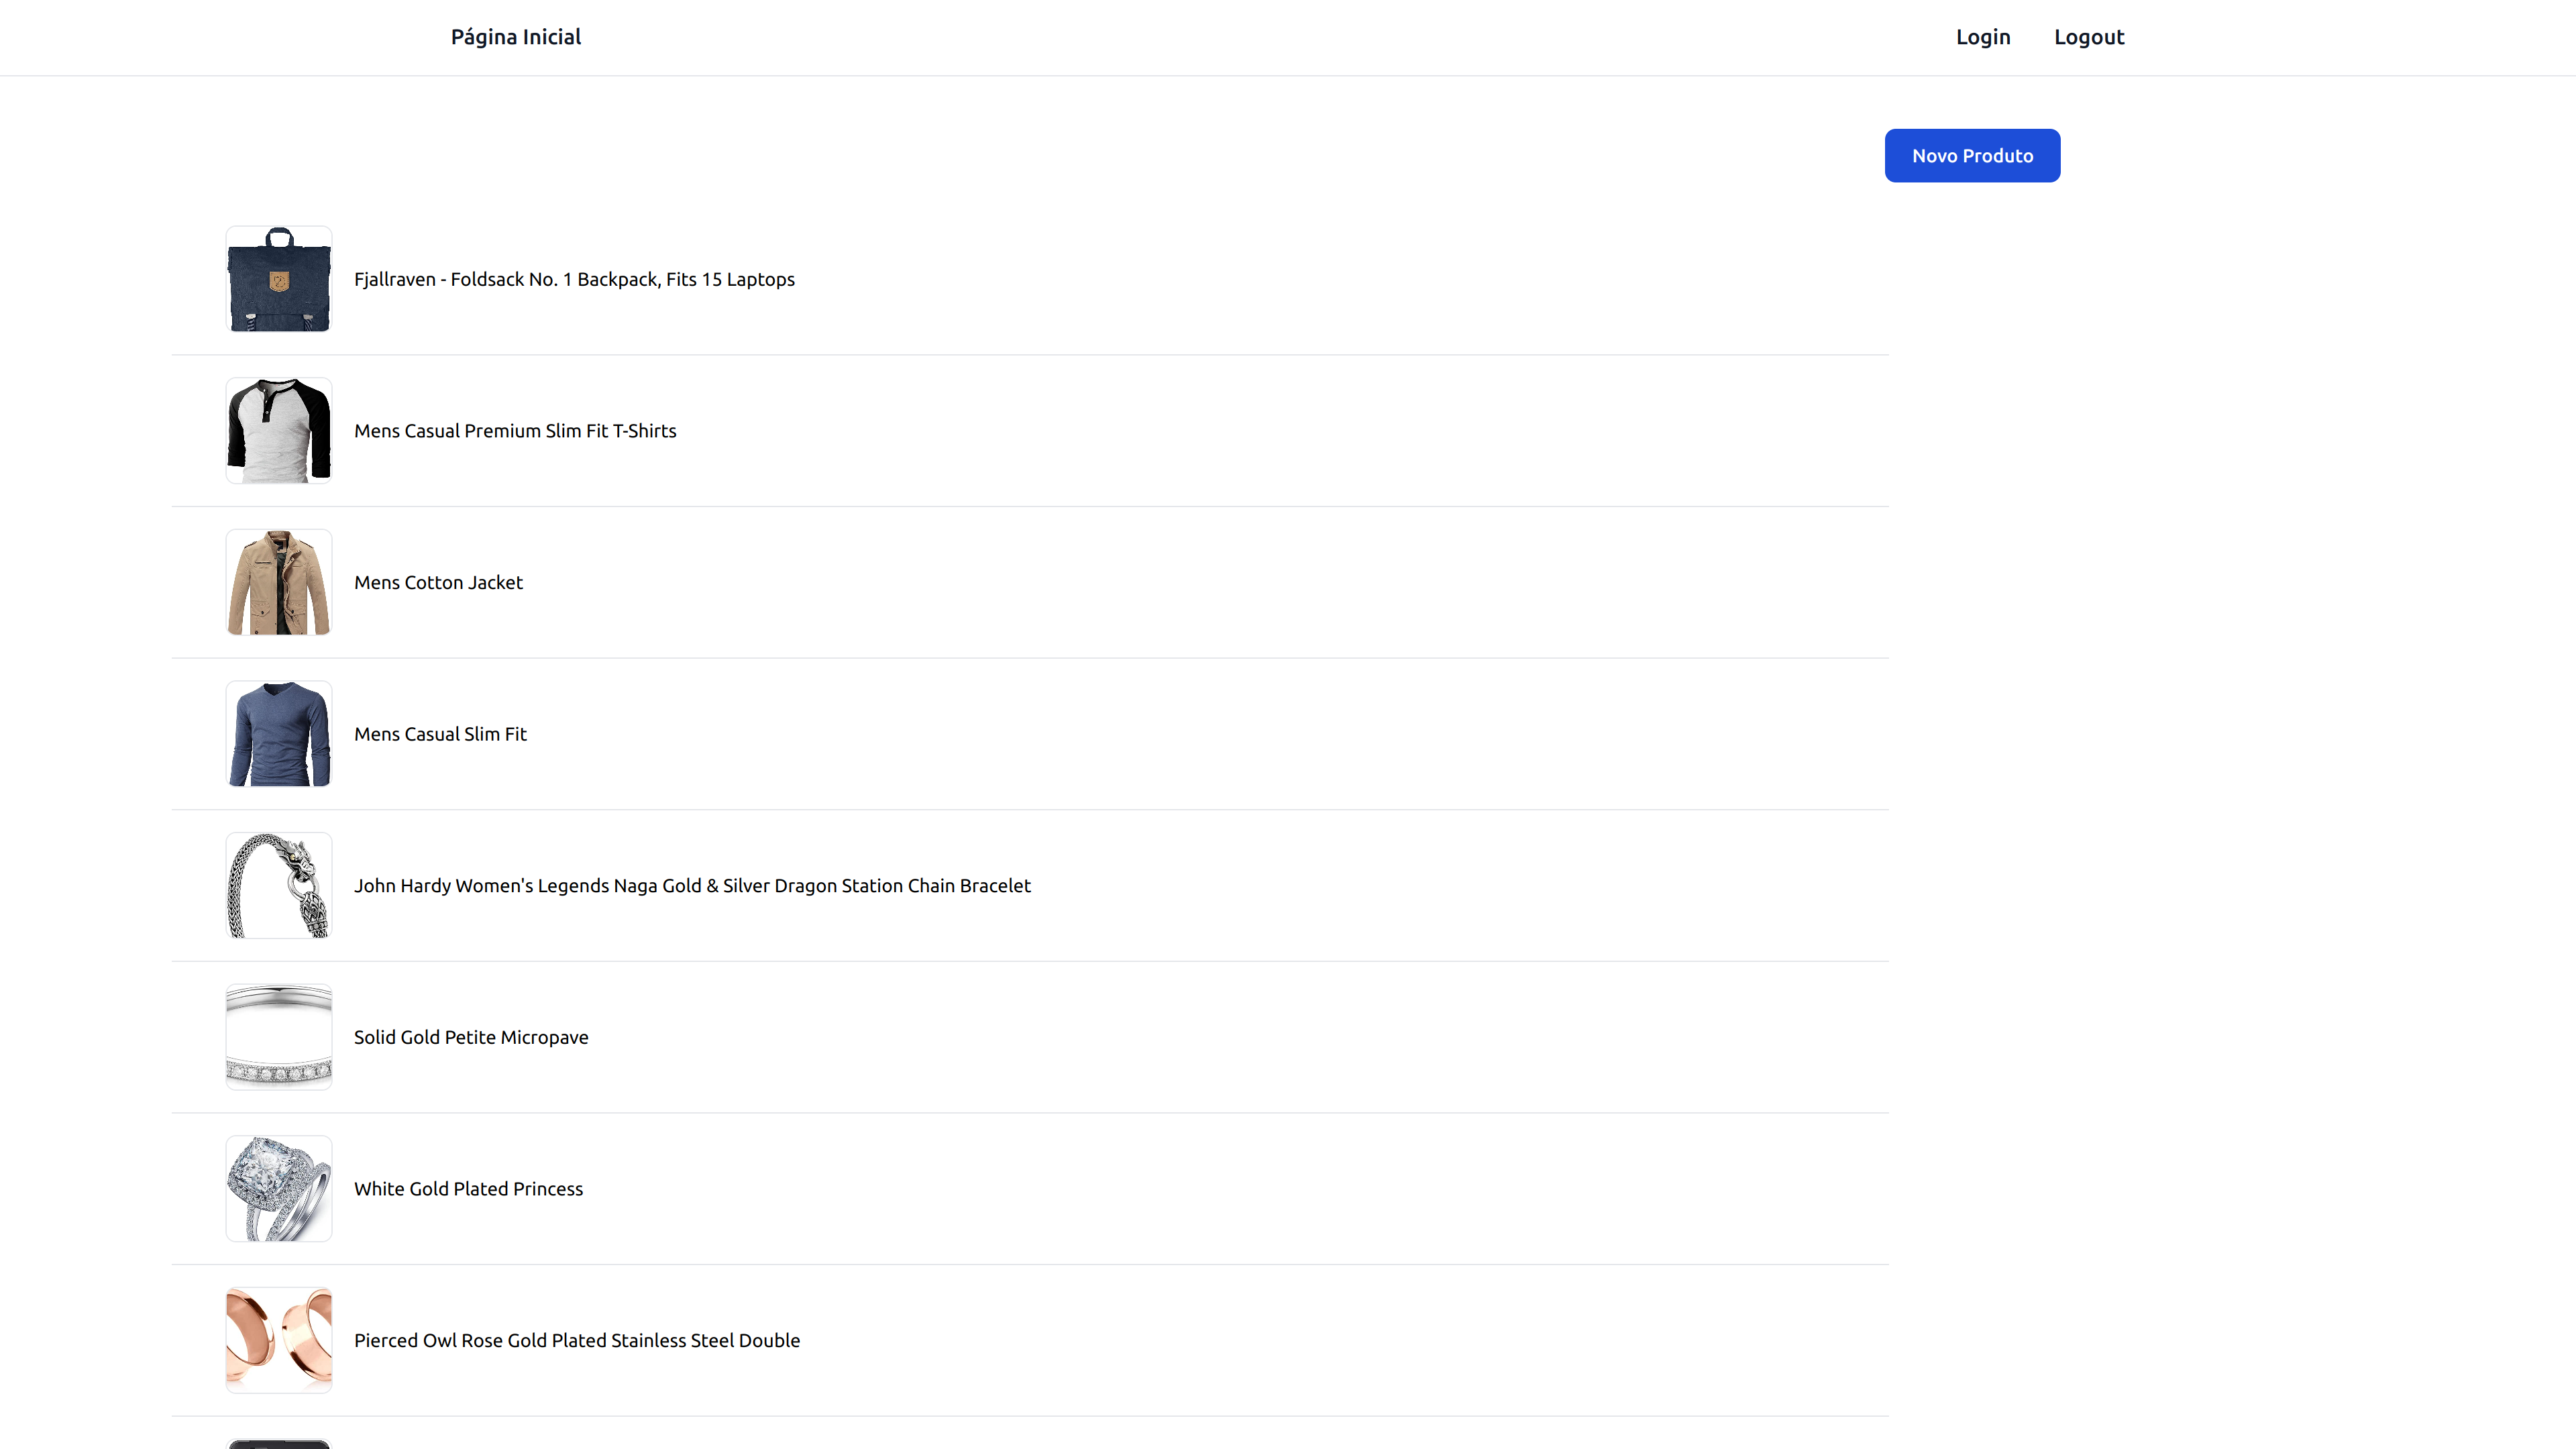 Página Inicial
Login
Logout
Novo Produto
Fjallraven - Foldsack No. 1 Backpack, Fits 15 Laptops
Mens Casual Premium Slim Fit T-Shirts
Mens Cotton Jacket
Mens Casual Slim Fit
John Hardy Women's Legends Naga Gold & Silver Dragon Station Chain Bracelet
Solid Gold Petite Micropave
White Gold Plated Princess
Pierced Owl Rose Gold Plated Stainless Steel Double